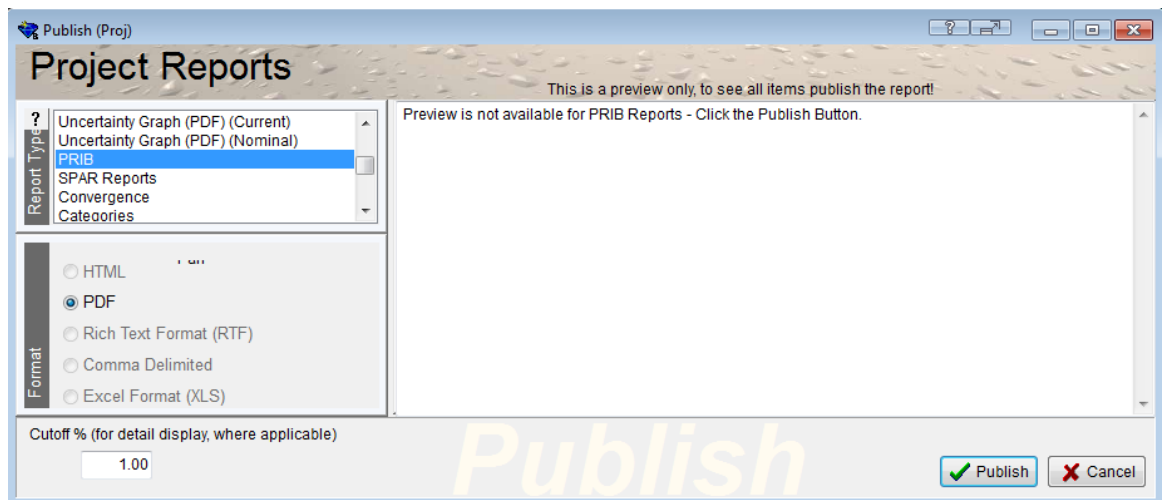 Publish (Proj)
Project Reports
This is a preview only, to see all items publish the report!
?
Report Type
Uncertainty Graph (PDF) (Current)
Uncertainty Graph (PDF) (Nominal)
PRIB
SPAR Reports
Convergence
Categories
Preview is not available for PRIB Reports - Click the Publish Button.
Format
HTML
PDF
Rich Text Format (RTF)
Comma Delimited
Excel Format (XLS)
Cutoff % (for detail display, where applicable)
1.00
Publish
Publish
Cancel